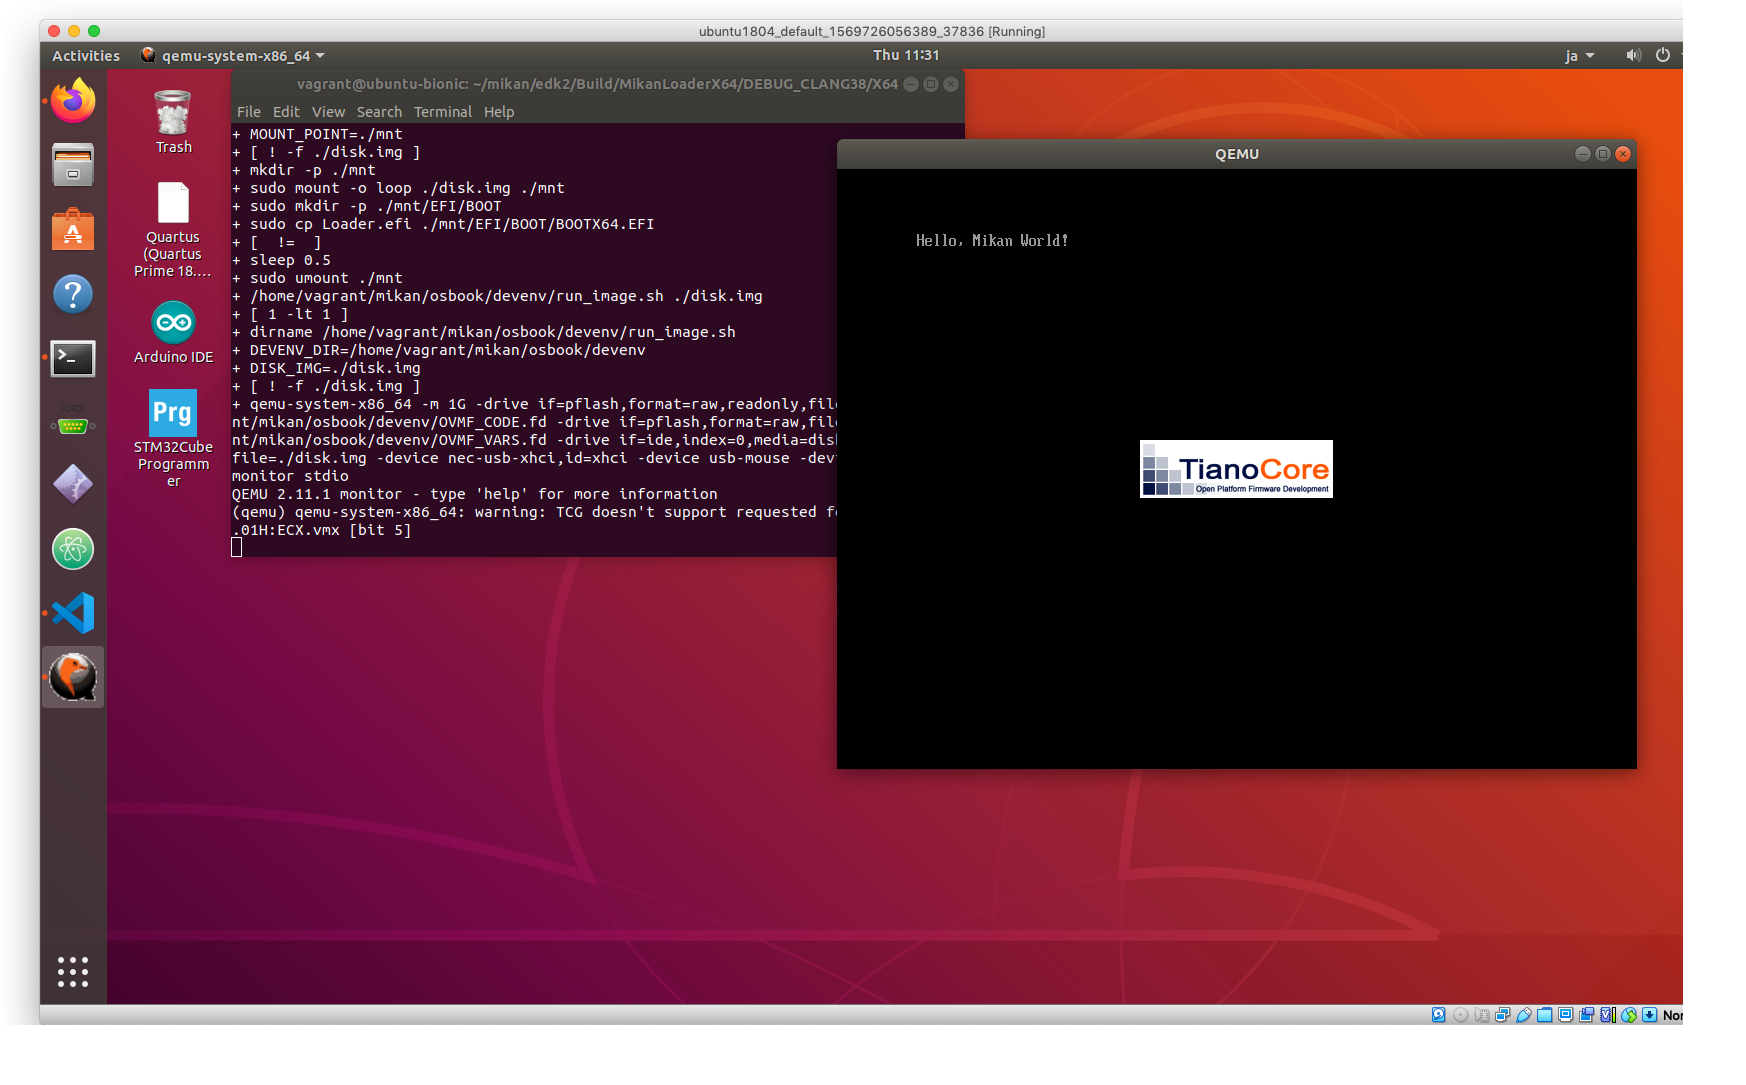 ubuntu1804_default_1569726056389_37836 [Running]
Activities
qemu-system-x86_64
Thu 11:31
ja
Trash
Quartus
(Quartus
Prime 18....
Arduino IDE
Prg
STM32Cube
Programm
er
vagrant@ubuntu-bionic: ~/mikan/edk2/Build/MikanLoaderX64/DEBUG_CLANG38/X64
File Edit View Search Terminal Help
+ MOUNT_POINT=./mnt
+ [ ! -f ./disk.img ]
+ mkdir -p ./mnt
+ sudo mount -o loop ./disk.img ./mnt
+ sudo mkdir -p ./mnt/EFI/BOOT
+ sudo cp Loader.efi ./mnt/EFI/BOOT/BOOTX64.EFI
+ [  !=  ]
+ sleep 0.5
+ sudo umount ./mnt
+ /home/vagrant/mikan/osbook/devenv/run_image.sh ./disk.img
+ [ 1 -lt 1 ]
+ dirname /home/vagrant/mikan/osbook/devenv/run_image.sh
+ DEVENV_DIR=/home/vagrant/mikan/osbook/devenv
+ DISK_IMG=./disk.img
+ [ ! -f ./disk.img ]
+ qemu-system-x86_64 -m 1G -drive if=pflash,format=raw,readonly,fil
nt/mikan/osbook/devenv/OVMF_CODE.fd -drive if=pflash,format=raw,fil
nt/mikan/osbook/devenv/OVMF_VARS.fd -drive if=ide,index=0,media=dis
file=./disk.img -device nec-usb-xhci,id=xhci -device usb-mouse -dev
monitor stdio
QEMU 2.11.1 monitor - type 'help' for more information
(qemu) qemu-system-x86_64: warning: TCG doesn't support requested f
.01H:ECX.vmx [bit 5]
QEMU
Hello, Mikan World!
TianoCore
Open Platform Firmware Development
Nor